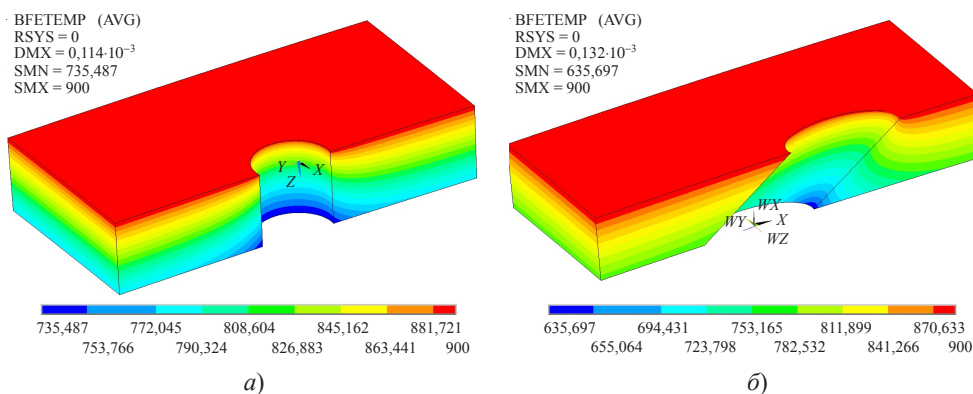 BFETEMP (AVG)
RSYS = 0
DMX = 0,114·10⁻³
SMN = 735,487
SMX = 900
Y X
Z
735,487 772,045 808,604 845,162 881,721
753,766 790,324 826,883 863,441 900
а)
BFETEMP (AVG)
RSYS = 0
DMX = 0,132·10⁻³
SMN = 635,697
SMX = 900
WX
WY X
WZ
635,697 694,431 753,165 811,899 870,633
655,064 723,798 782,532 841,266 900
б)